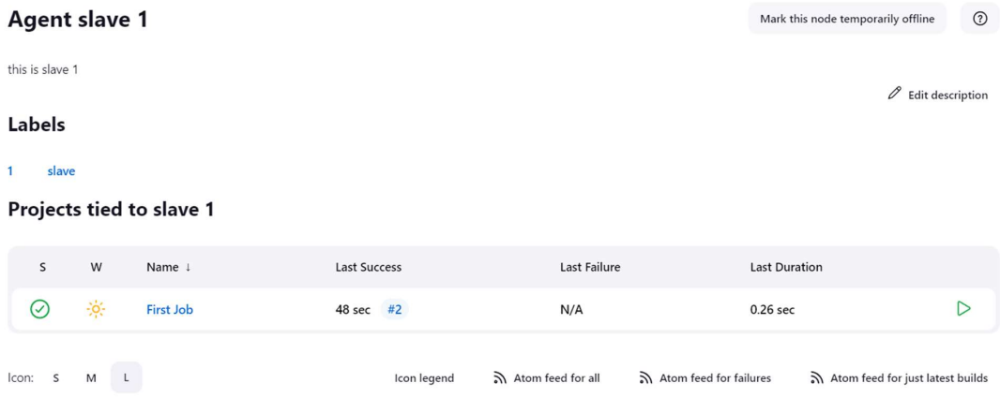 Agent slave 1
Mark this node temporarily offline
this is slave 1
Edit description
Labels
1 slave
Projects tied to slave 1
S W Name ↓ Last Success Last Failure Last Duration
First Job 48 sec #2 N/A 0.26 sec
Icon: S M L Icon legend Atom feed for all Atom feed for failures Atom feed for just latest builds